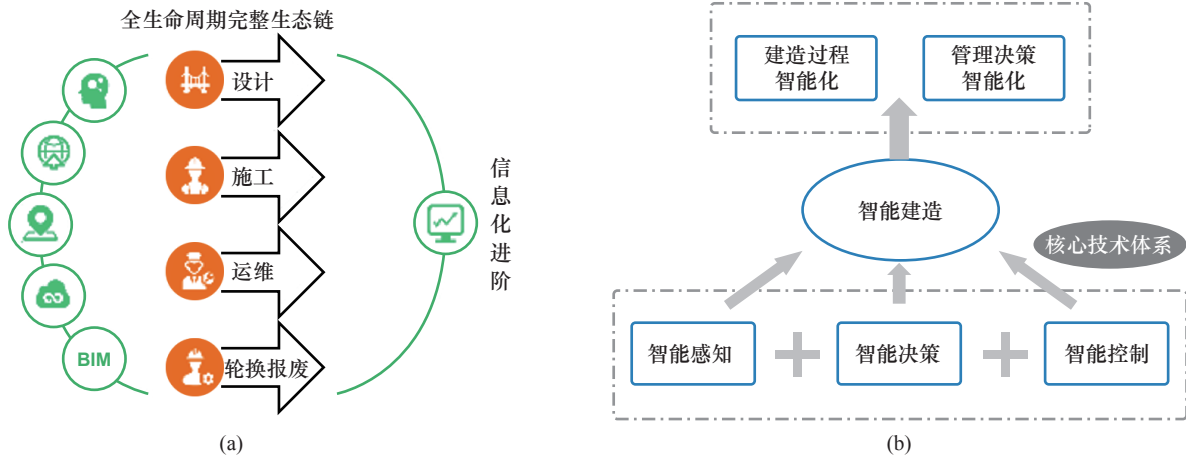 全生命周期完整生态链
设计
施工
运维
轮换报废
BIM
信息化进阶
(a)
建造过程
智能化
管理决策
智能化
智能建造
核心技术体系
智能感知
智能决策
智能控制
(b)